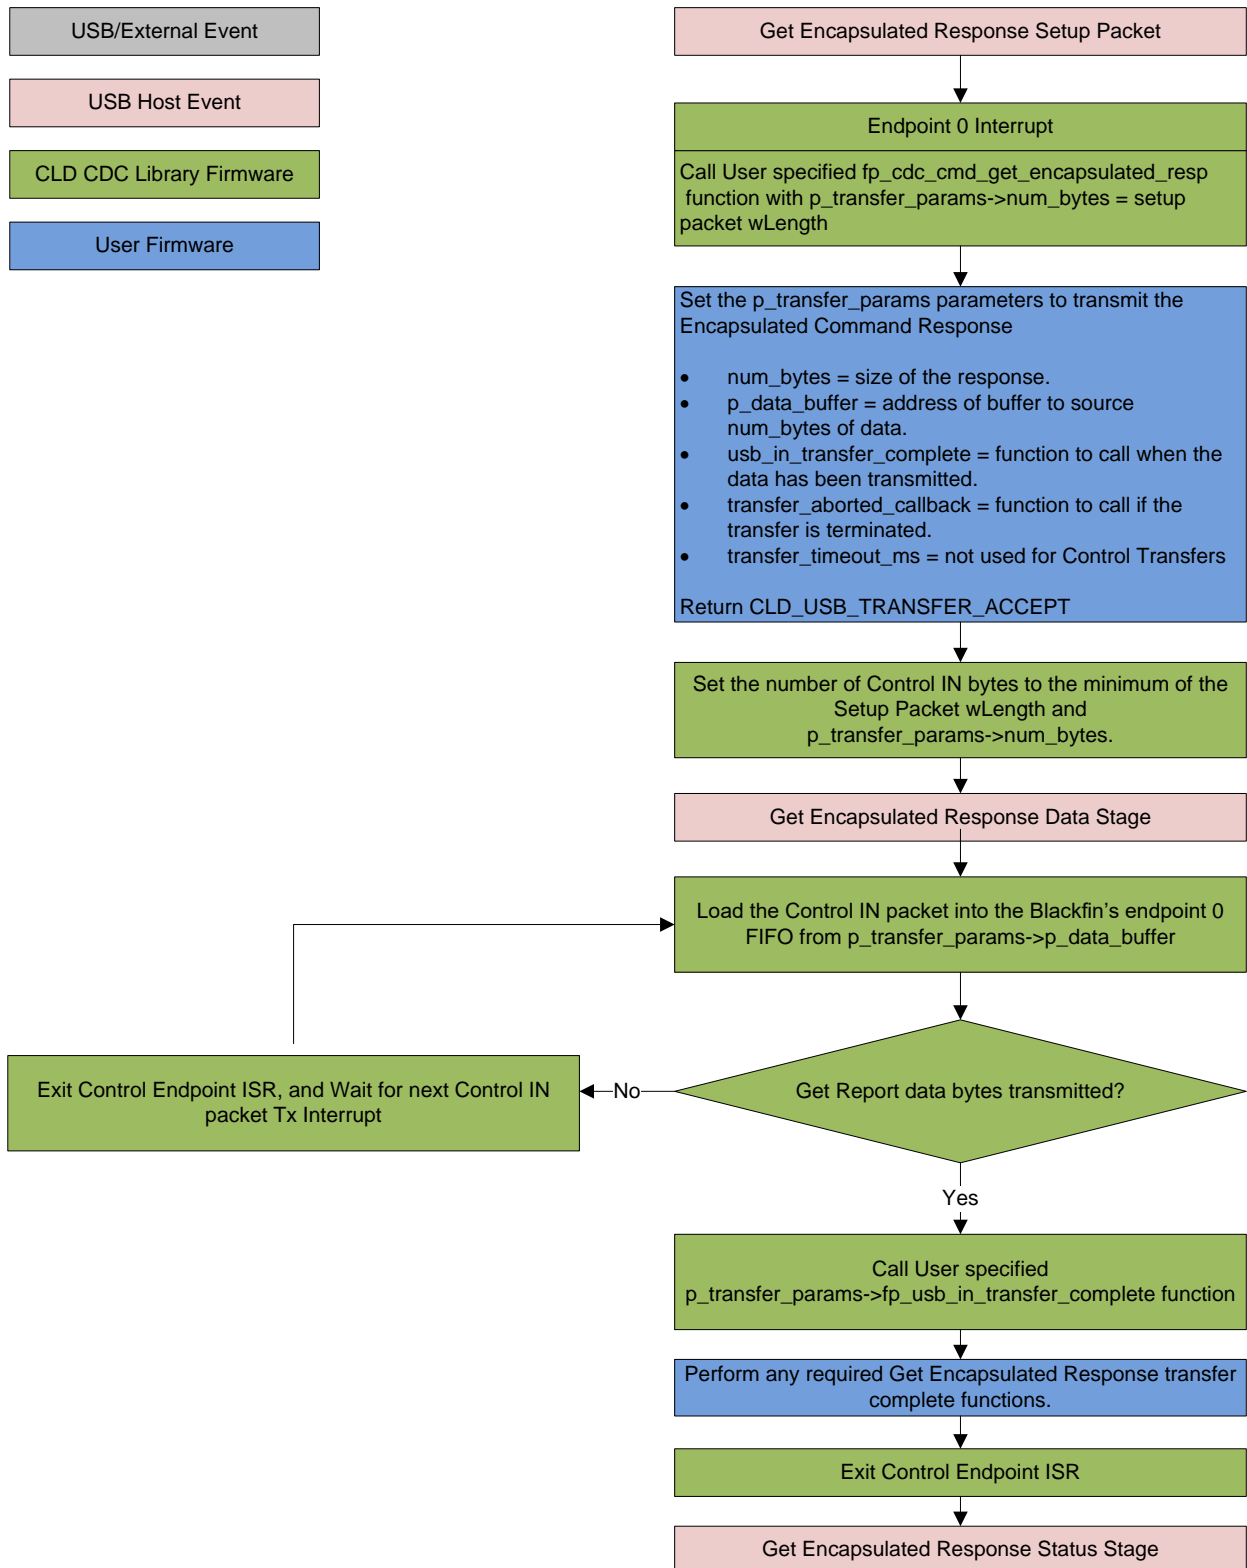 USB/External Event
USB Host Event
CLD CDC Library Firmware
User Firmware
Get Encapsulated Response Setup Packet
Endpoint 0 Interrupt
Call User specified fp_cdc_cmd_get_encapsulated_resp
function with p_transfer_params->num_bytes = setup
packet wLength
Set the p_transfer_params parameters to transmit the
Encapsulated Command Response
• num_bytes = size of the response.
• p_data_buffer = address of buffer to source
num_bytes of data.
• usb_in_transfer_complete = function to call when the
data has been transmitted.
• transfer_aborted_callback = function to call if the
transfer is terminated.
• transfer_timeout_ms = not used for Control Transfers
Return CLD_USB_TRANSFER_ACCEPT
Set the number of Control IN bytes to the minimum of the
Setup Packet wLength and
p_transfer_params->num_bytes.
Get Encapsulated Response Data Stage
Load the Control IN packet into the Blackfin’s endpoint 0
FIFO from p_transfer_params->p_data_buffer
Exit Control Endpoint ISR, and Wait for next Control IN
packet Tx Interrupt
No
Get Report data bytes transmitted?
Yes
Call User specified
p_transfer_params->fp_usb_in_transfer_complete function
Perform any required Get Encapsulated Response transfer
complete functions.
Exit Control Endpoint ISR
Get Encapsulated Response Status Stage